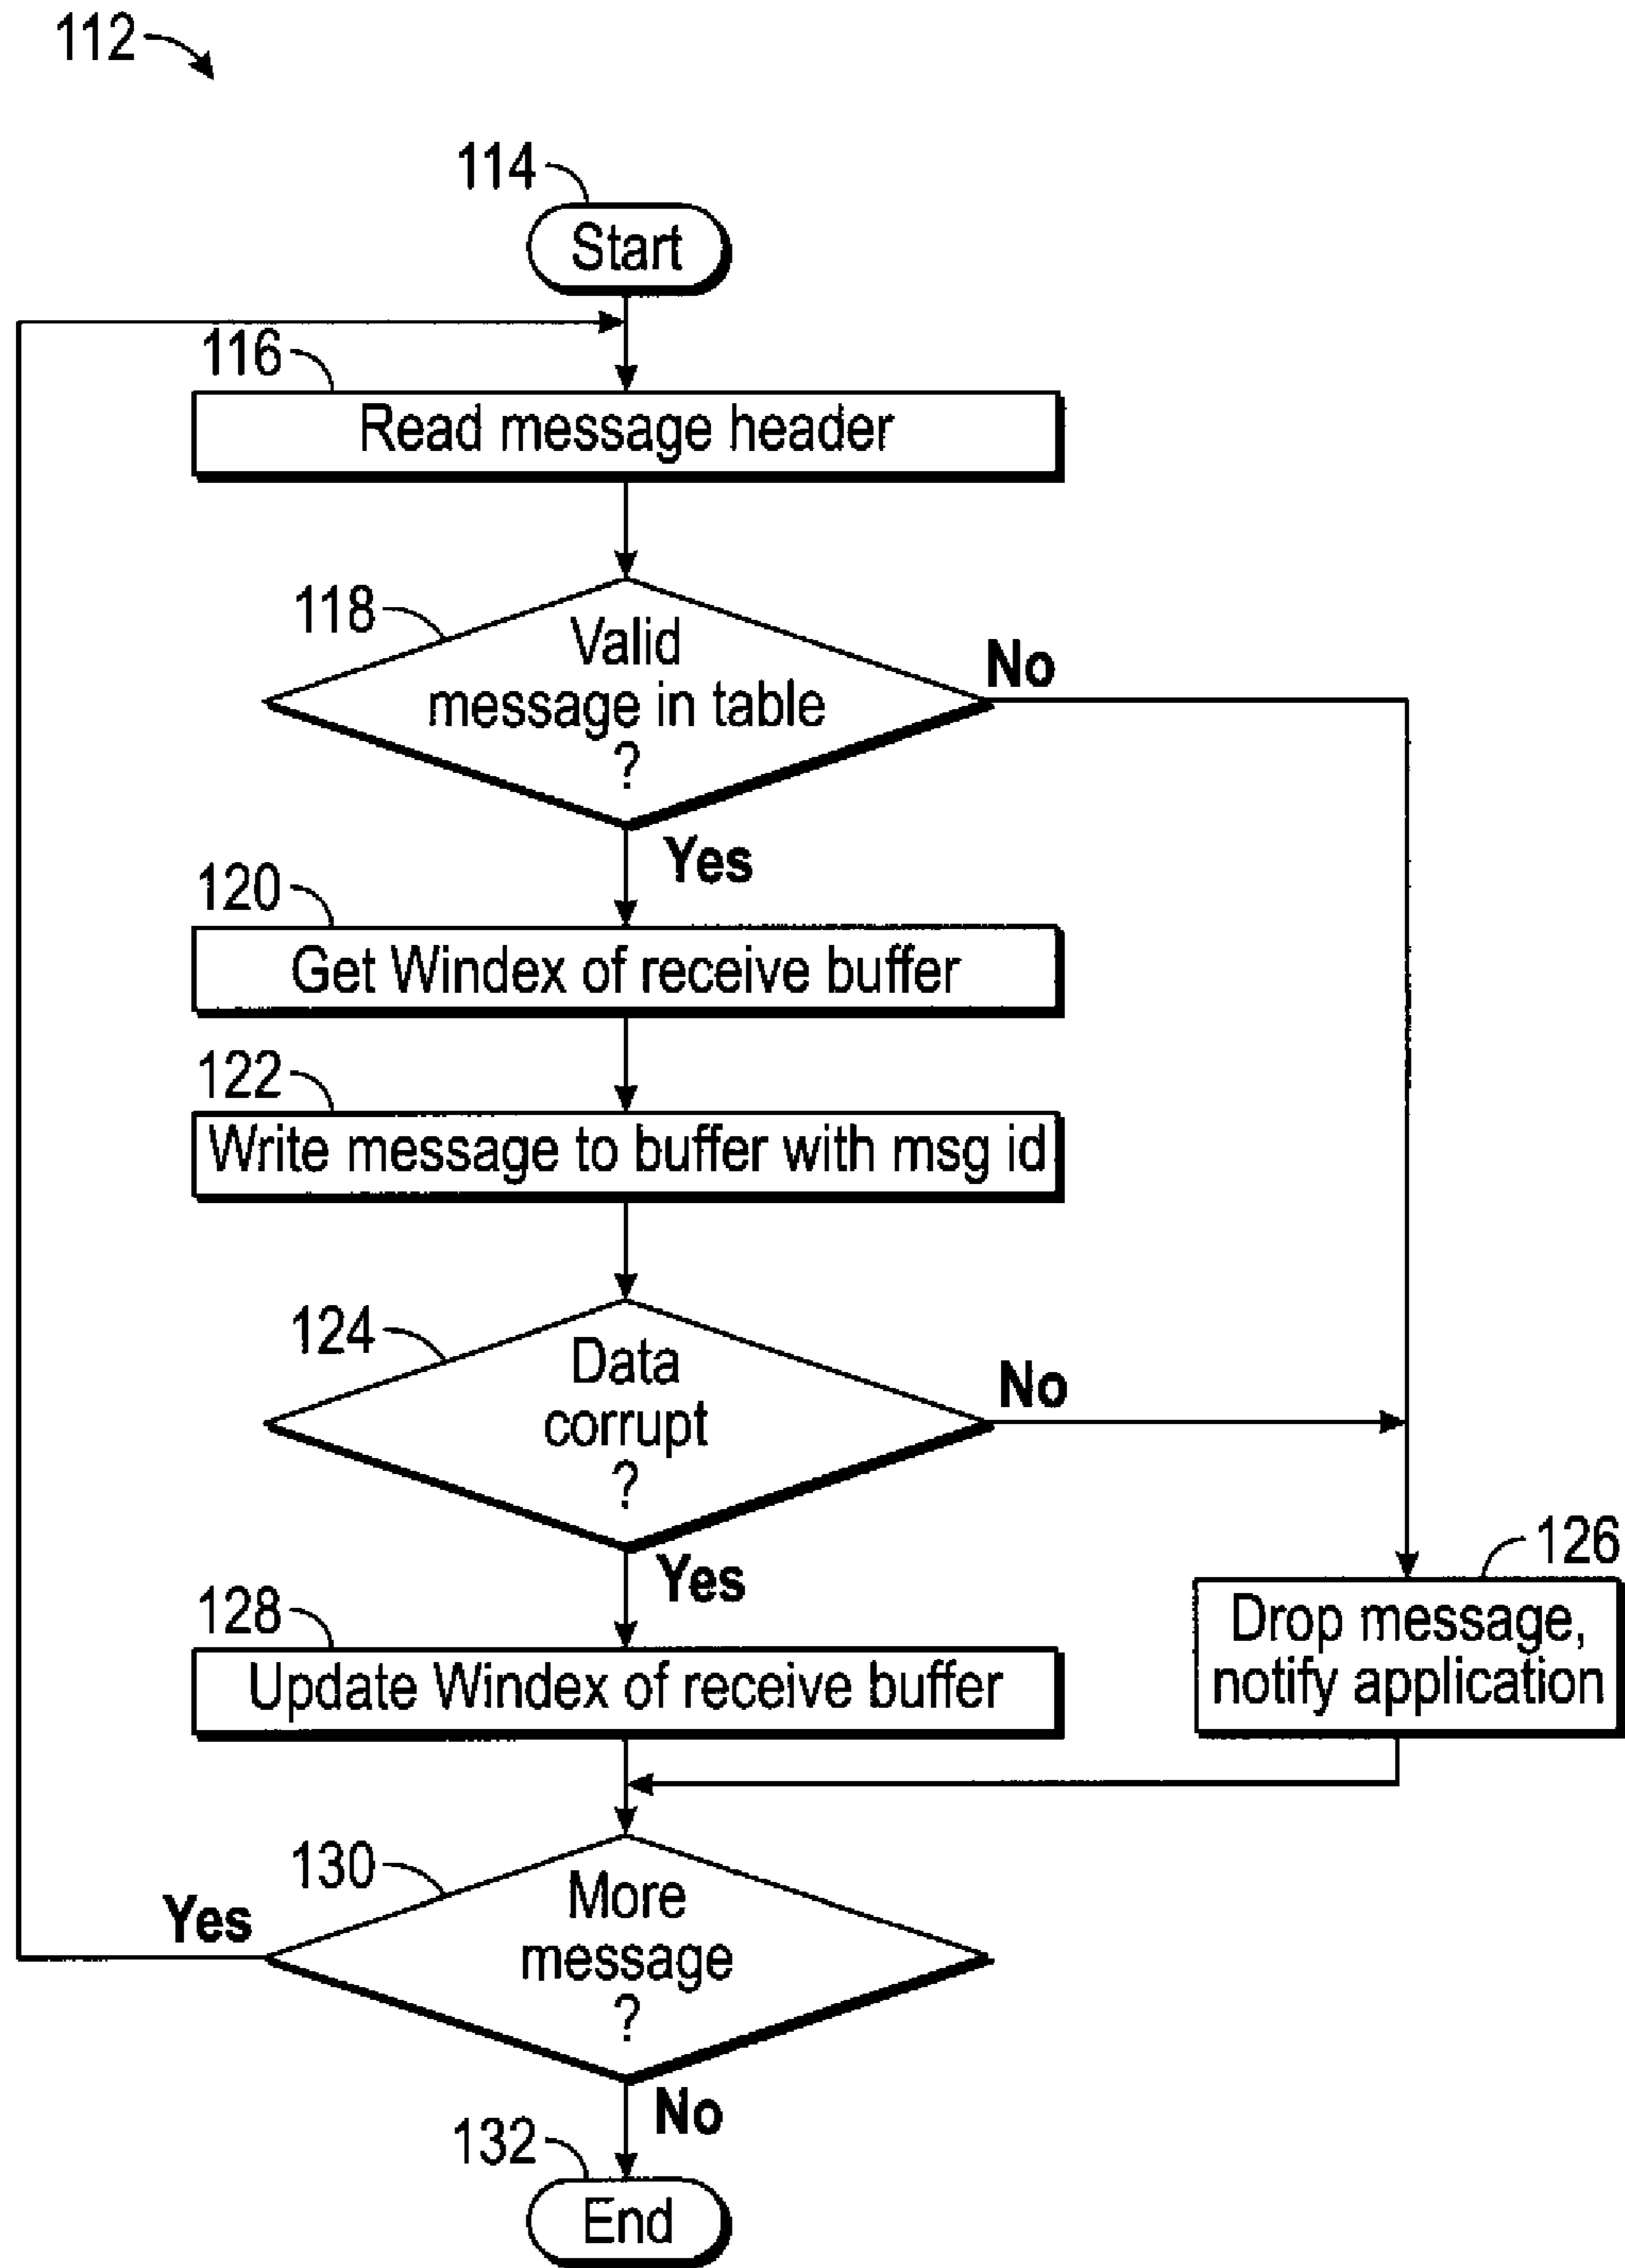 112
114
Start
116
Read message header
118
Valid
message in table
?
No
Yes
120
Get Windex of receive buffer
122
Write message to buffer with msg id
124
Data
corrupt
?
No
Yes
126
Drop message,
notify application
128
Update Windex of receive buffer
130
More
message
?
Yes
No
132
End